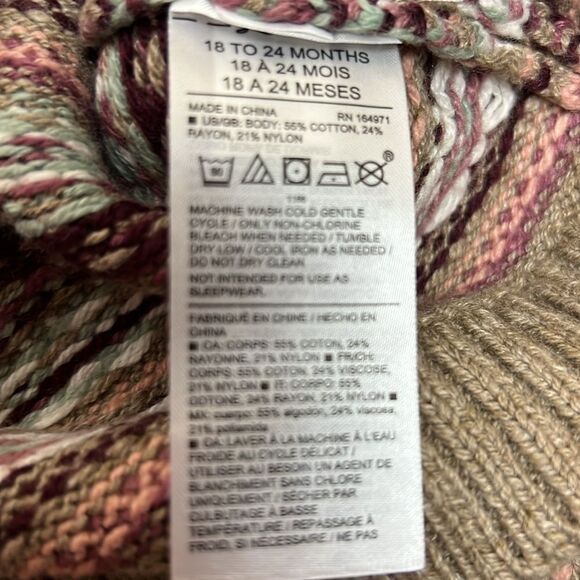 18 TO 24 MONTHS
18 À 24 MOIS
18 A 24 MESES
MADE IN CHINA RN 164971
■ US/GB: BODY: 55% COTTON, 24%
RAYON, 21% NYLON
®
MACHINE WASH COLD GENTLE
CYCLE / ONLY NON-CHLORINE
BLEACH WHEN NEEDED / TUMBLE
DRY LOW / COOL IRON AS NEEDED /
DO NOT DRY CLEAN
NOT INTENDED FOR USE AS
SLEEPWEAR.
FABRIQUÉ EN CHINE / HECHO EN
CHINA
■ CA: CORPS: 55% COTON, 24%
RAYONNE, 21% NYLON ■ FR/CH:
CORPS: 55% COTON, 24% VISCOSE,
21% NYLON ■ IT: CORPO: 55%
COTONE, 24% RAYON, 21% NYLON ■
MX: cuerpo: 55% algodon, 24% viscosa,
21% poliamida
■ CA: LAVER À LA MACHINE À L'EAU
FROIDE AU CYCLE DÉLICAT /
UTILISER AU BESOIN UN AGENT DE
BLANCHIMENT SANS CHLORE
UNIQUEMENT / SÉCHER PAR
CULBUTAGE À BASSE
TEMPÉRATURE / REPASSAGE À
FROID, SI NÉCESSAIRE / NE PAS